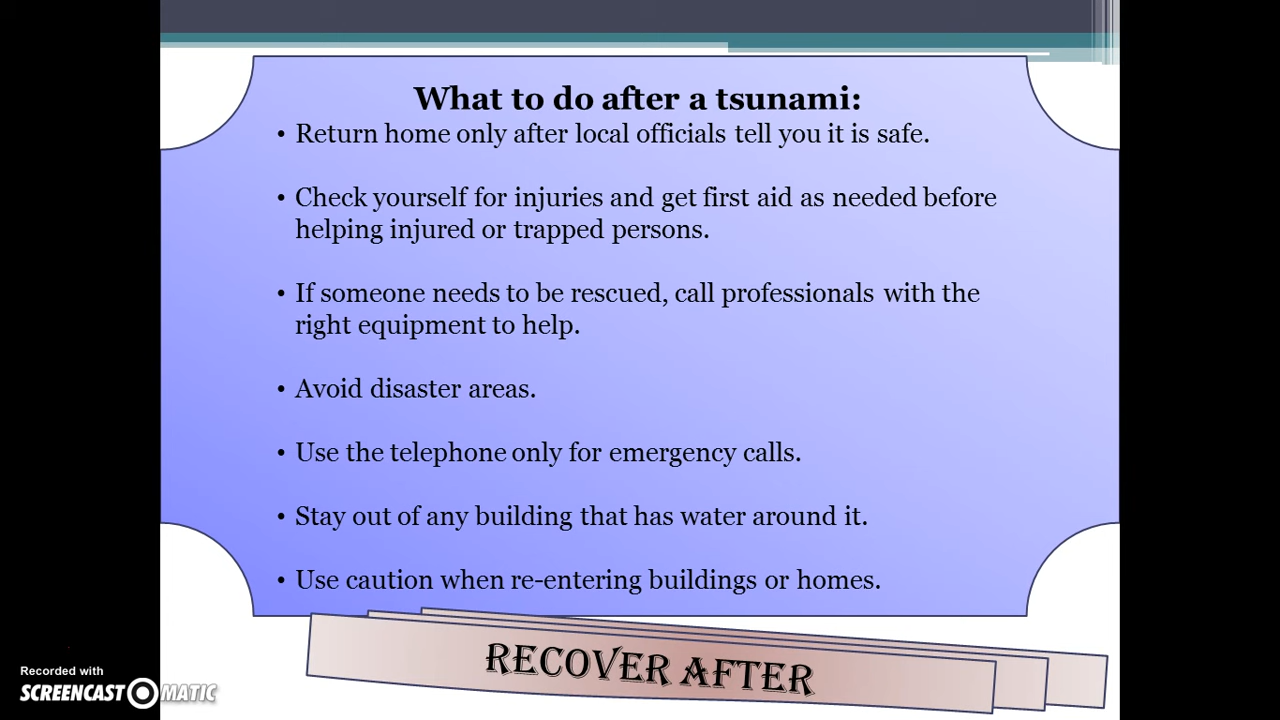 What to do after a tsunami:
• Return home only after local officials tell you it is safe.
• Check yourself for injuries and get first aid as needed before
helping injured or trapped persons.
• If someone needs to be rescued, call professionals with the
right equipment to help.
• Avoid disaster areas.
• Use the telephone only for emergency calls.
• Stay out of any building that has water around it.
• Use caution when re-entering buildings or homes.
RECOVER AFTER
Recorded with
SCREENCAST MATIC